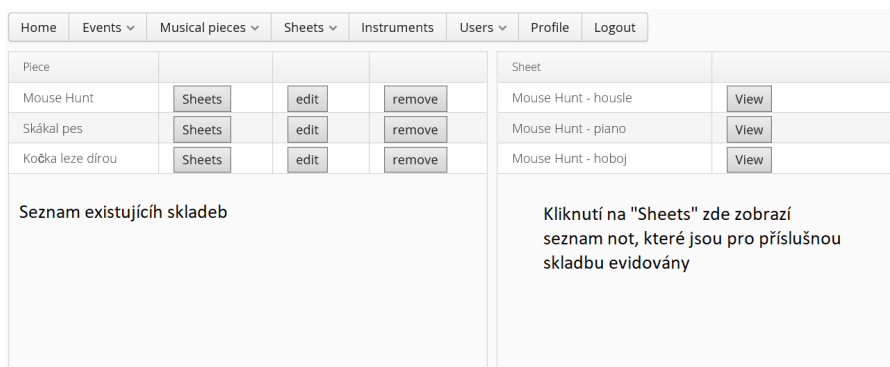 Home Events Musical pieces Sheets Instruments Users Profile Logout
Piece
Mouse Hunt Sheets edit remove
Skákal pes Sheets edit remove
Kočka leze dírou Sheets edit remove
Seznam existujícíh skladeb
Sheet
Mouse Hunt - housle View
Mouse Hunt - piano View
Mouse Hunt - hoboj View
Kliknutí na "Sheets" zde zobrazí
seznam not, které jsou pro příslušnou
skladbu evidovány